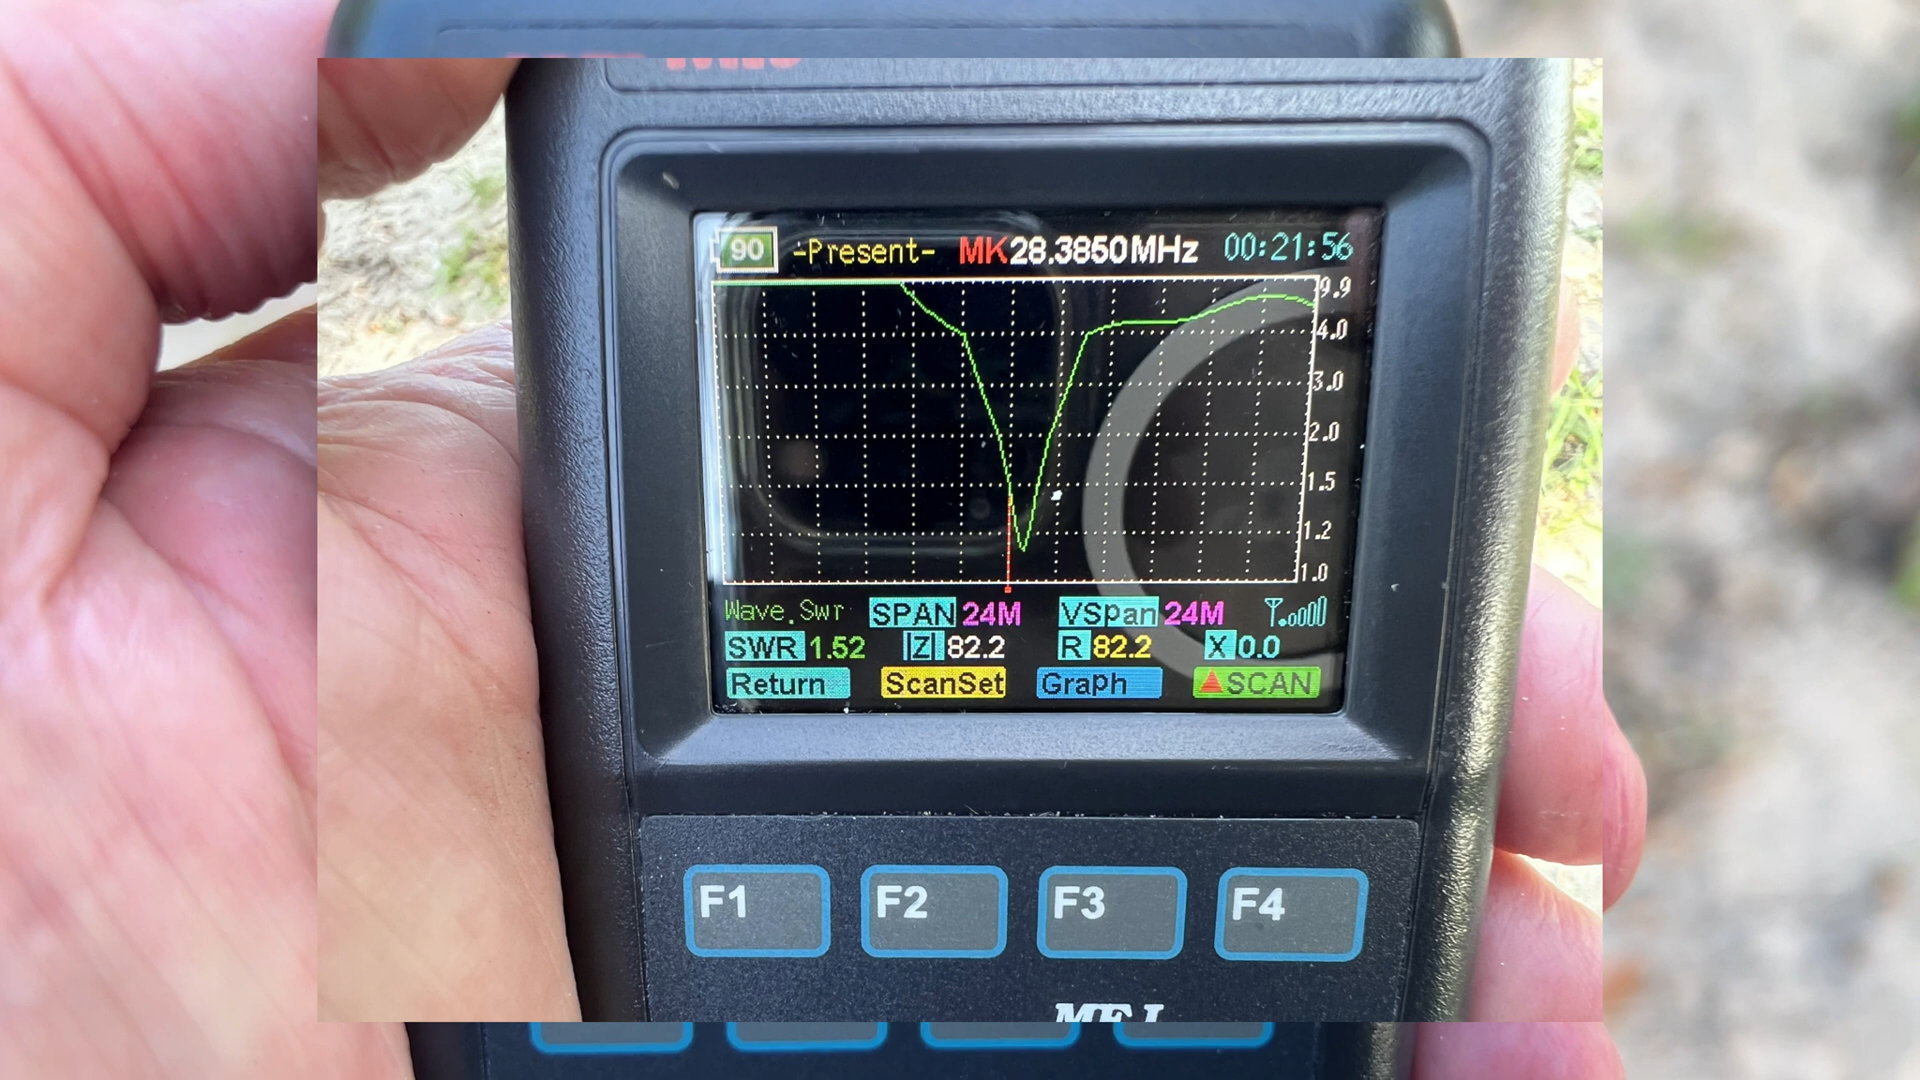 90 -Present- MK28.3850MHz 00:21:56
9.9
4.0
3.0
2.0
1.5
1.2
1.0
Wave.Swr SPAN 24M VSpan 24M
SWR 1.52 |Z| 82.2 R 82.2 X 0.0
Return ScanSet Graph SCAN
F1 F2 F3 F4
MFJ